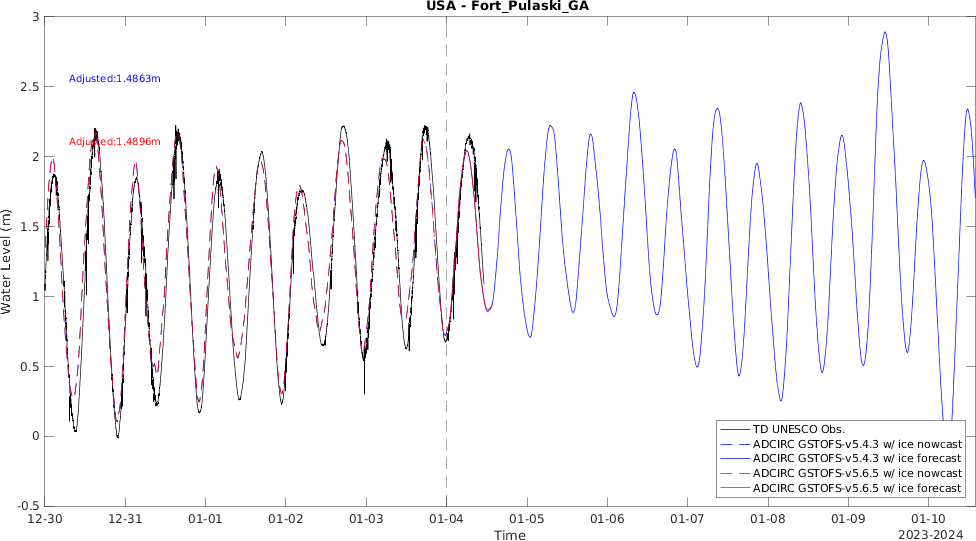 USA - Fort_Pulaski_GA
3
Adjusted:1.4863m
2.5
Adjusted:1.4896m
2
1.5
Water Level (m)
1
0.5
0
-0.5
TD UNESCO Obs.
ADCIRC GSTOFS-v5.4.3 w/ ice nowcast
ADCIRC GSTOFS-v5.4.3 w/ ice forecast
ADCIRC GSTOFS-v5.6.5 w/ ice nowcast
ADCIRC GSTOFS-v5.6.5 w/ ice forecast
12-30 12-31 01-01 01-02 01-03 01-04 01-05 01-06 01-07 01-08 01-09 01-10
Time
2023-2024